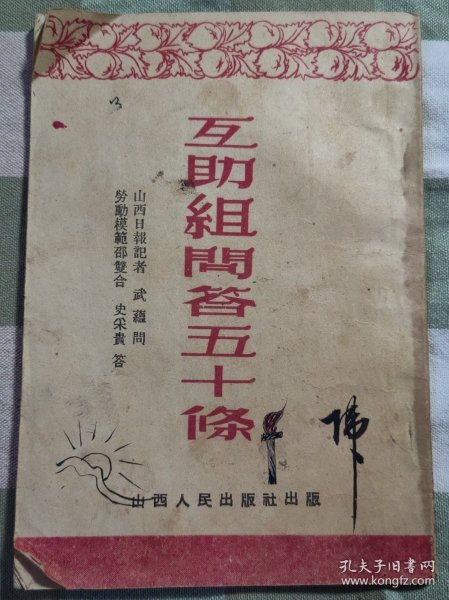 互助組問答五十條
山西日報記者 武蘊問
勞動模範邵雙合 史采貴 答
山西人民出版社出版
孔夫子旧书网
www.kongfz.com